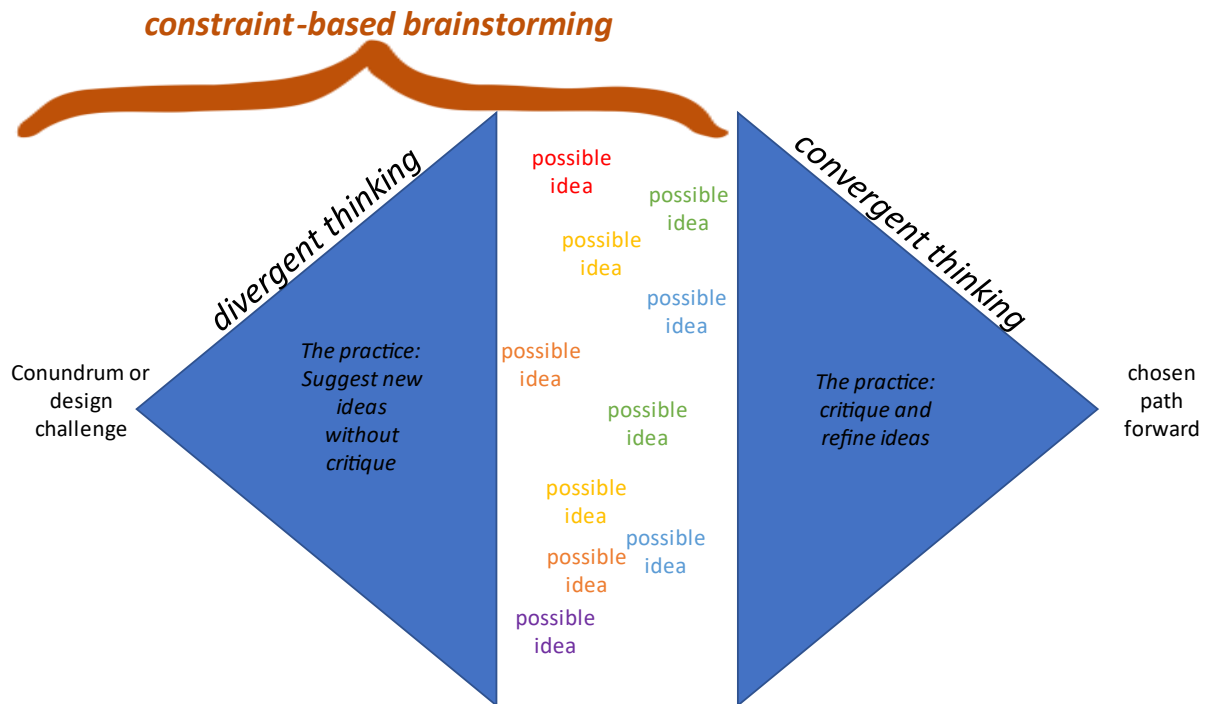 constraint-based brainstorming
divergent thinking
Conundrum or
design
challenge
The practice:
Suggest new
ideas
without
critique
possible
idea
possible
idea
possible
idea
possible
idea
possible
idea
possible
idea
possible
idea
possible
idea
possible
idea
possible
idea
convergent thinking
The practice:
critique and
refine ideas
chosen
path
forward